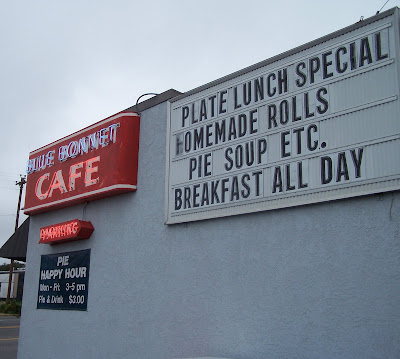 BLUE BONNET
CAFE
PARKING
PIE
HAPPY HOUR
Mon - Fri 3-5 pm
Pie & Drink $3.00
PLATE LUNCH SPECIAL
HOMEMADE ROLLS
PIE SOUP ETC.
BREAKFAST ALL DAY